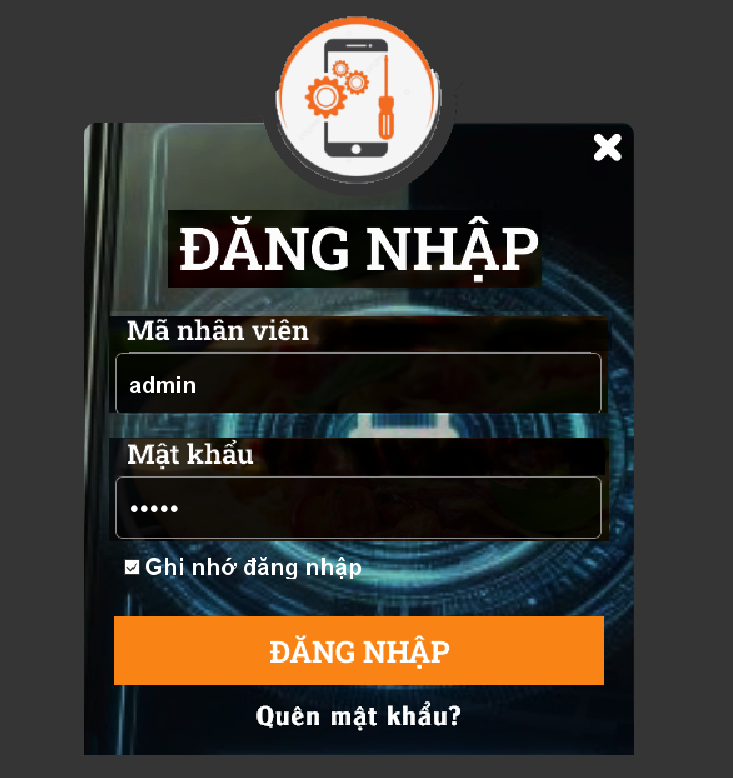 ĐĂNG NHẬP
Mã nhân viên
admin
Mật khẩu
•••••
Ghi nhớ đăng nhập
ĐĂNG NHẬP
Quên mật khẩu?